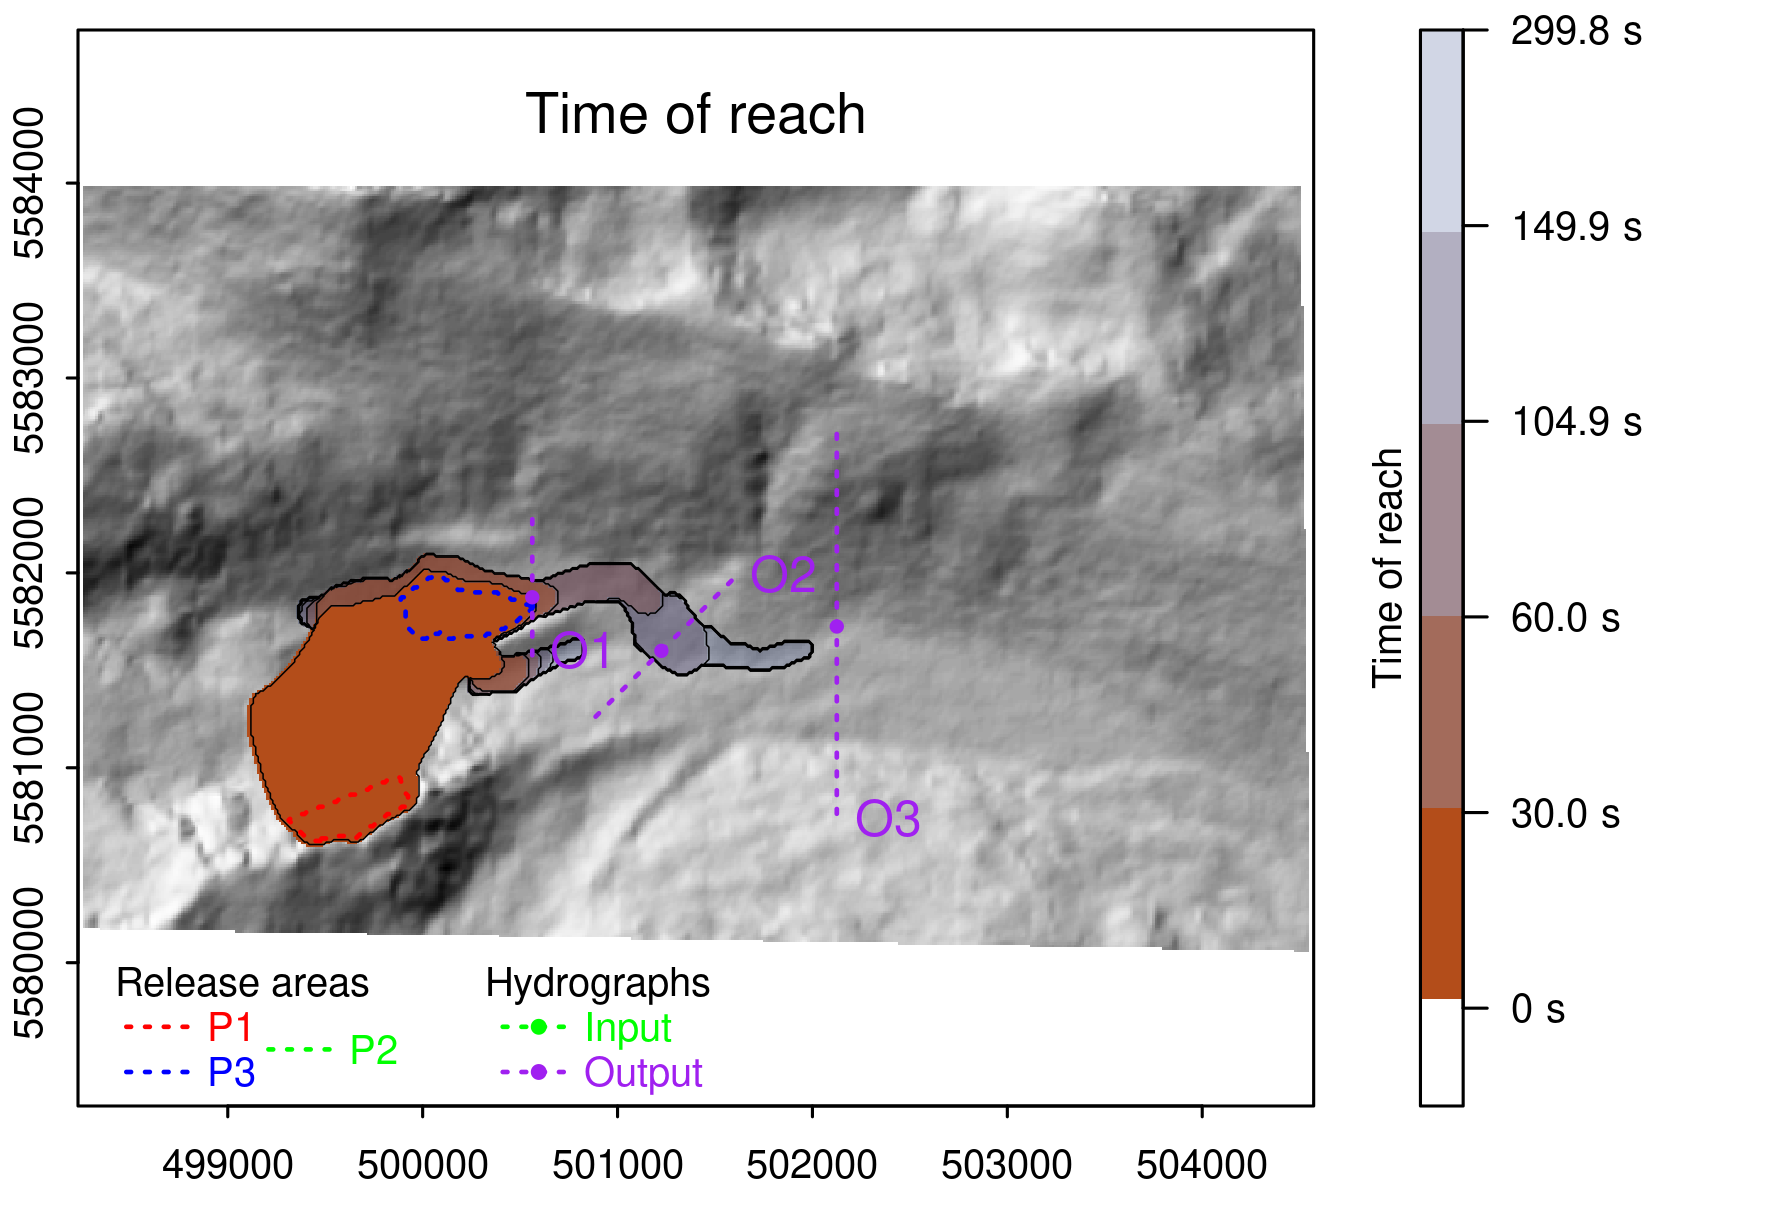 Time of reach
5584000
5583000
5582000
5581000
5580000
O1
O2
O3
Release areas
P1
P2
P3
Hydrographs
Input
Output
499000 500000 501000 502000 503000 504000
Time of reach
299.8 s
149.9 s
104.9 s
60.0 s
30.0 s
0 s